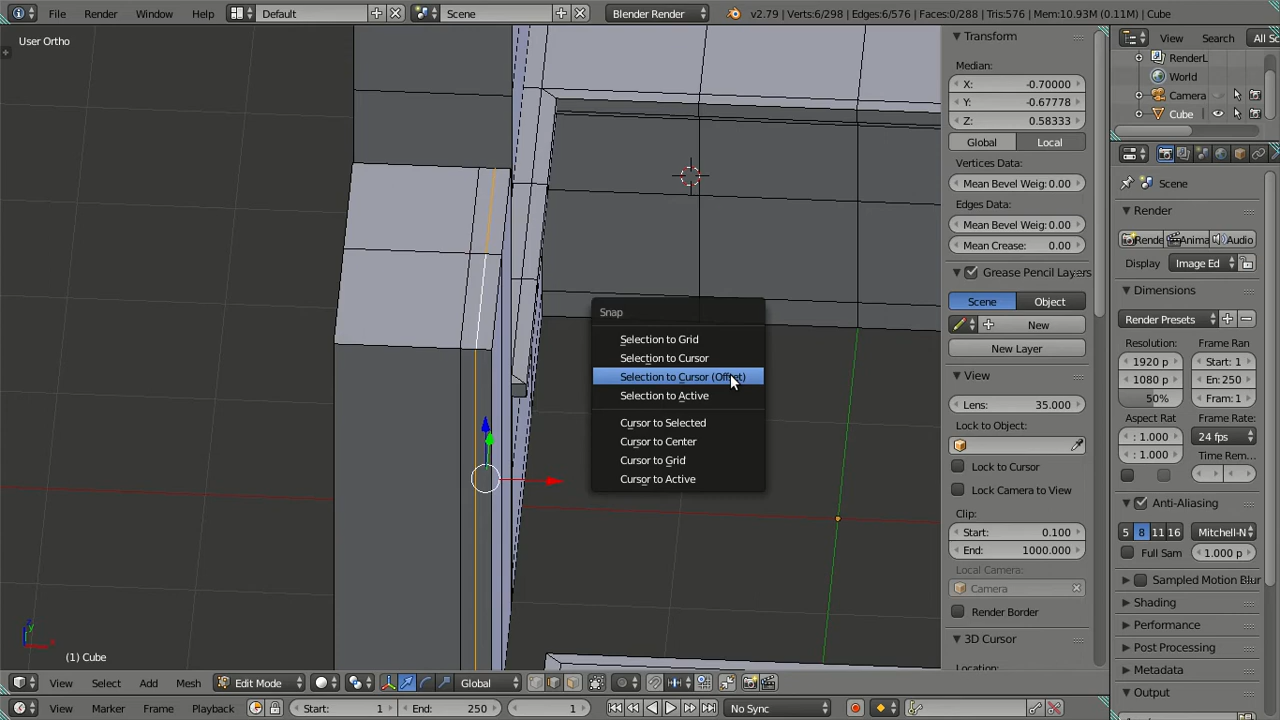 File Render Window Help Default Scene Blender Render v2.79 | Verts:6/298 | Edges:6/576 | Faces:0/288 | Tris:576 | Mem:10.93M (0.11M) | Cube
User Ortho
Transform
View Search All Sc
RenderL
World
Camera
Cube
Median:
X: -0.70000
Y: -0.67778
Z: 0.58333
Global Local
Vertices Data:
Mean Bevel Weig: 0.00
Edges Data:
Mean Bevel Weig: 0.00
Mean Crease: 0.00
Grease Pencil Layers
Scene Object
New
New Layer
View
Lens: 35.000
Lock to Object:
Lock to Cursor
Lock Camera to View
Clip:
Start: 0.100
End: 1000.000
Local Camera:
Camera
Render Border
3D Cursor
Location:
Scene
Render
Rende Anima Audio
Display Image Ed
Dimensions
Render Presets
Resolution: Frame Ran
1920 p Start: 1
1080 p En: 250
50% Fram: 1
Aspect Rat Frame Rate:
: 1.000 24 fps
: 1.000 Time Rem
Anti-Aliasing
5 8 11 16 Mitchell-N
Full Sam 1.000 p
Sampled Motion Blur
Shading
Performance
Post Processing
Metadata
Output
Snap
Selection to Grid
Selection to Cursor
Selection to Cursor (Offset)
Selection to Active
Cursor to Selected
Cursor to Center
Cursor to Grid
Cursor to Active
z
y
x
(1) Cube
View Select Add Mesh Edit Mode Global
View Marker Frame Playback Start: 1 End: 250 1 No Sync